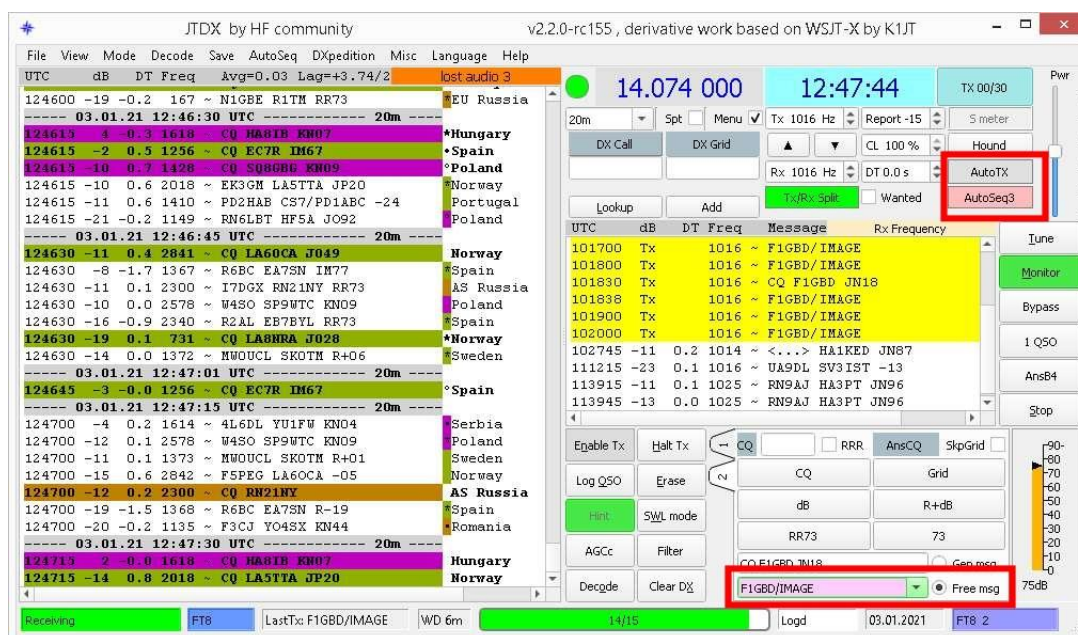 JTDX by HF community v2.2.0-rc155 , derivative work based on WSJT-X by K1JT
File View Mode Decode Save AutoSeq DXpedition Misc Language Help
UTC dB DT Freq Avg=0.03 Lag=+3.74/2 lost audio 3
124600 -19 -0.2 167 ~ N1GBE R1TM RR73 *EU Russia
----- 03.01.21 12:46:30 UTC ------------ 20m ----
124615 4 -0.3 1618 ~ CQ HA8IB KN07 *Hungary
124615 -2 0.5 1256 ~ CQ EC7R IM67 •Spain
124615 -10 0.7 1428 ~ CQ SQ8GBG KN09 °Poland
124615 -10 0.6 2018 ~ EK3GM LA5TTA JP20 *Norway
124615 -11 0.6 1410 ~ PD2HAB CS7/PD1ABC -24 Portugal
124615 -21 -0.2 1149 ~ RN6LBT HF5A JO92 *Poland
----- 03.01.21 12:46:45 UTC ------------ 20m ----
124630 -11 0.4 2841 ~ CQ LA6OCA JO49 Norway
124630 -8 -1.7 1367 ~ R6BC EA7SN IM77 *Spain
124630 -11 0.1 2300 ~ I7DGX RN21NY RR73 AS Russia
124630 -10 0.0 2578 ~ W4SO SP9WTC KN09 Poland
124630 -16 -0.9 2340 ~ R2AL EB7BYL RR73 *Spain
124630 -19 0.1 731 ~ CQ LA8NRA JO28 *Norway
124630 -14 0.0 1372 ~ MW0UCL SK0TM R+06 *Sweden
----- 03.01.21 12:47:01 UTC ------------ 20m ----
124645 -3 -0.0 1256 ~ CQ EC7R IM67 °Spain
----- 03.01.21 12:47:15 UTC ------------ 20m ----
124700 -4 0.2 1614 ~ 4L6DL YU1FW KN04 *Serbia
124700 -12 0.1 2578 ~ W4SO SP9WTC KN09 Poland
124700 -11 0.1 1373 ~ MW0UCL SK0TM R+01 Sweden
124700 -15 0.6 2842 ~ F5PEG LA6OCA -05 Norway
124700 -12 0.2 2300 ~ CQ RN21NY AS Russia
124700 -19 -1.5 1368 ~ R6BC EA7SN R-19 *Spain
124700 -20 -0.2 1135 ~ F3CJ YO4SX KN44 •Romania
----- 03.01.21 12:47:30 UTC ------------ 20m ----
124715 2 -0.0 1618 ~ CQ HA8IB KN07 Hungary
124715 -14 0.8 2018 ~ CQ LA5TTA JP20 Norway
14.074 000 12:47:44 TX 00/30 Pwr
20m Spt Menu Tx 1016 Hz Report -15 S meter
DX Call DX Grid CL 100 % Hound
Rx 1016 Hz DT 0.0 s AutoTX
Lookup Add Tx/Rx Split Wanted AutoSeq3
UTC dB DT Freq Message Rx Frequency
101700 Tx 1016 ~ F1GBD/IMAGE
101800 Tx 1016 ~ F1GBD/IMAGE
101830 Tx 1016 ~ CQ F1GBD JN18
101838 Tx 1016 ~ F1GBD/IMAGE
101900 Tx 1016 ~ F1GBD/IMAGE
102000 Tx 1016 ~ F1GBD/IMAGE
102745 -11 0.2 1014 ~ <...> HA1KED JN87
111215 -23 0.1 1016 ~ UA9DL SV3IST -13
113915 -11 0.1 1025 ~ RN9AJ HA3PT JN96
113945 -13 0.0 1025 ~ RN9AJ HA3PT JN96
Tune
Monitor
Bypass
1 QSO
AnsB4
Stop
Enable Tx Halt Tx 1 CQ RRR AnsCQ SkpGrid
Log QSO Erase 2 CQ Grid
Hint SWL mode dB R+dB
AGCc Filter RR73 73
CQ F1GBD JN18 Gen msg
Decode Clear DX F1GBD/IMAGE Free msg
-90-
-80
-70
-60
-50
-40
-30
-20
-10
-0
75dB
Receiving FT8 LastTx: F1GBD/IMAGE WD 6m 14/15 Logd 03.01.2021 FT8 2